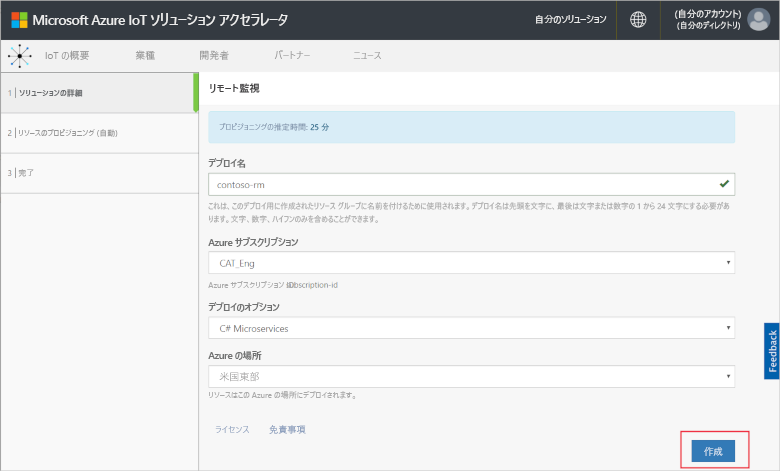 Microsoft Azure IoT ソリューション アクセラレータ
自分のソリューション
(自分のアカウント)
(自分のディレクトリ)
IoT の概要
業種
開発者
パートナー
ニュース
1 ソリューションの詳細
2 リソースのプロビジョニング (自動)
3 完了
リモート監視
プロビジョニングの推定時間: 25 分
デプロイ名
contoso-rm
これは、このデプロイ用に作成されたリソース グループに名前を付けるために使用されます。デプロイ名は先頭を文字に、最後は文字または数字の 1 から 24 文字にする必要があ
ります。文字、数字、ハイフンのみを含めることができます。
Azure サブスクリプション
CAT_Eng
Azure サブスクリプション
デプロイのオプション
C# Microservices
Azure の場所
米国東部
リソースはこの Azure の場所にデプロイされます。
ライセンス
免責事項
作成
Feedback